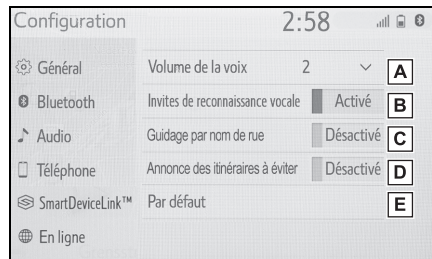 Configuration 2:58
Général
Bluetooth
Audio
Téléphone
SmartDeviceLink™
En ligne
Volume de la voix 2 A
Invites de reconnaissance vocale Activé B
Guidage par nom de rue Désactivé C
Annonce des itinéraires à éviter Désactivé D
Par défaut E